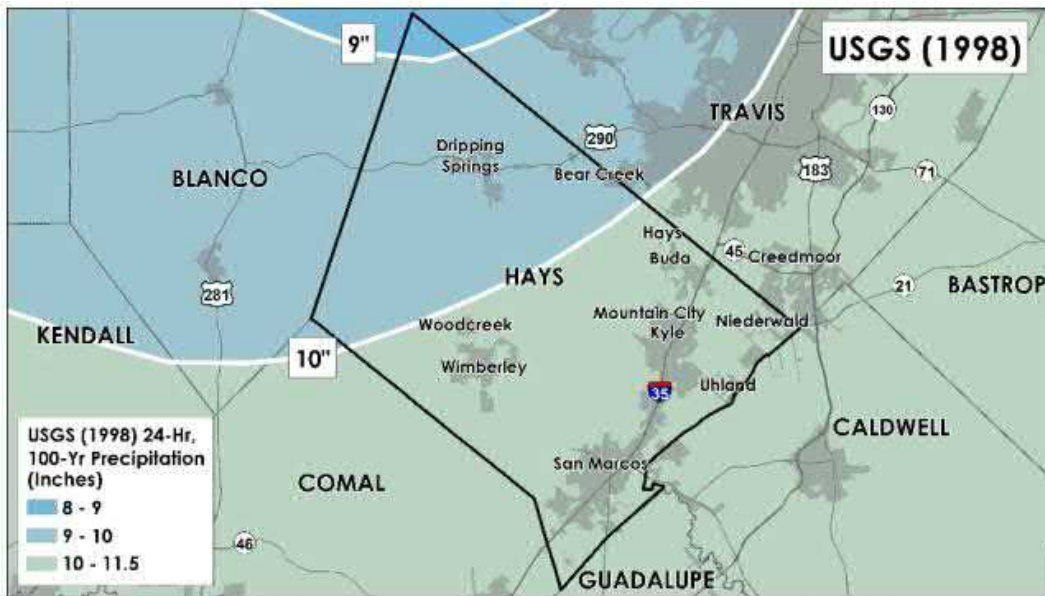 9"
USGS (1998)
TRAVIS
130
290
Dripping
Springs
183
71
BLANCO
Bear Creek
Hays
Buda
45
Creedmoor
HAYS
21
BASTROP
281
KENDALL
Woodcreek
Mountain City
Kyle
Niederwald
10"
Wimberley
Uhland
35
USGS (1998) 24-Hr,
100-Yr Precipitation
(Inches)
8 - 9
9 - 10
10 - 11.5
CALDWELL
San Marcos
COMAL
46
GUADALUPE